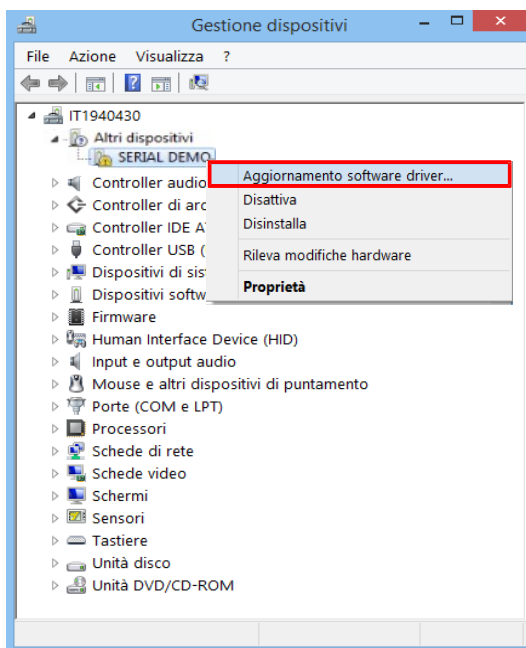 Gestione dispositivi
File Azione Visualizza ?
IT1940430
Altri dispositivi
SERIAL DEMO
Aggiornamento software driver...
Disattiva
Disinstalla
Rileva modifiche hardware
Proprietà
Controller audio
Controller di arc
Controller IDE A
Controller USB (
Dispositivi di sis
Dispositivi softw
Firmware
Human Interface Device (HID)
Input e output audio
Mouse e altri dispositivi di puntamento
Porte (COM e LPT)
Processori
Schede di rete
Schede video
Schermi
Sensori
Tastiere
Unità disco
Unità DVD/CD-ROM